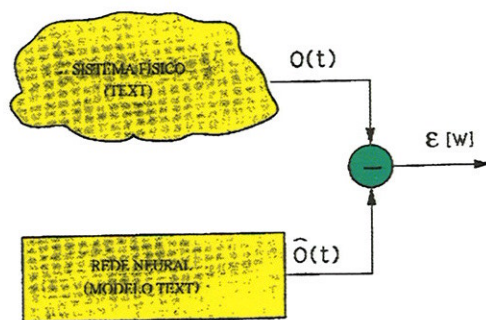 SISTEMA FÍSICO
(TEXT)
O(t)
ε [W]
−
Ô(t)
REDE NEURAL
(MODELO TEXT)